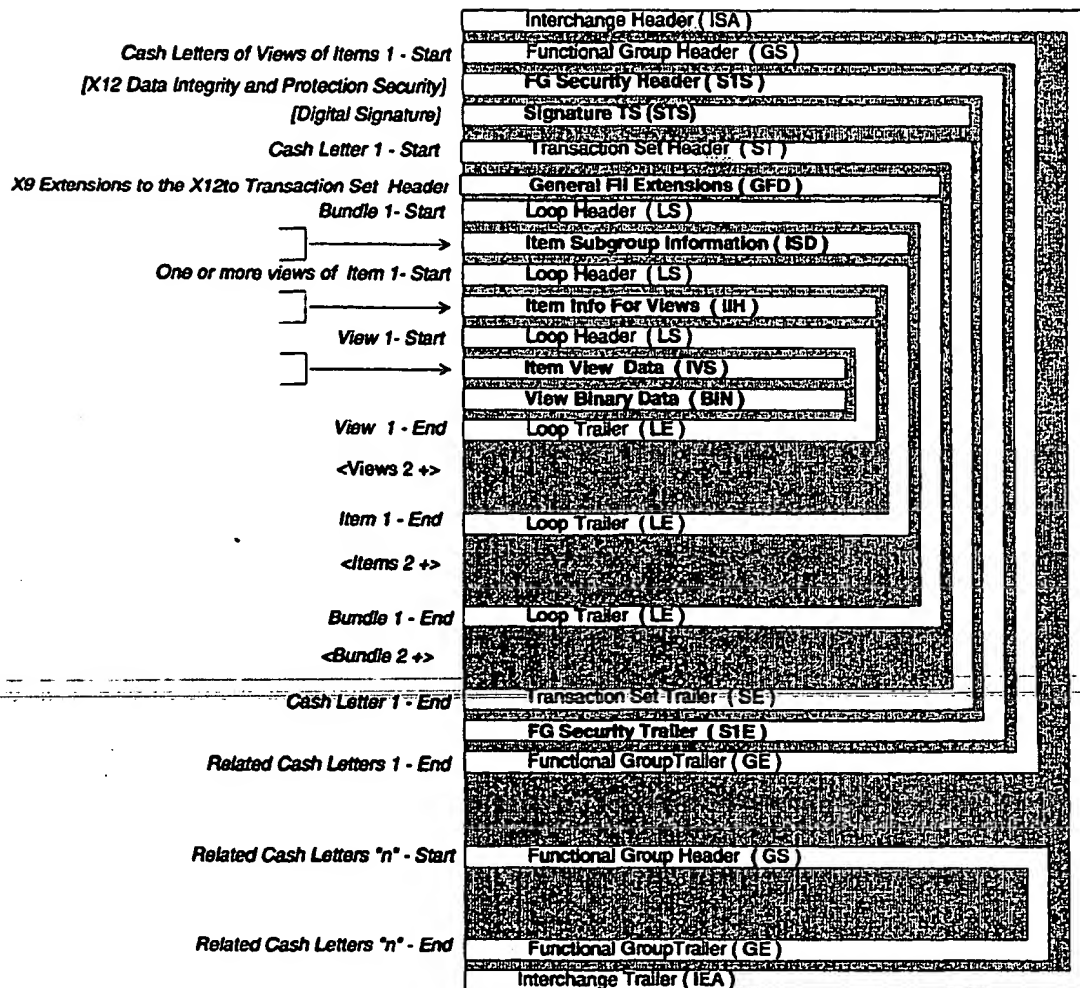 Interchange Header ( ISA )
Cash Letters of Views of Items 1 - Start Functional Group Header ( GS )
[X12 Data Integrity and Protection Security] FG Security Header ( S1S )
[Digital Signature] Signature TS (STS)
Cash Letter 1 - Start Transaction Set Header ( ST )
X9 Extensions to the X12to Transaction Set Header General FII Extensions ( GFD )
Bundle 1- Start Loop Header ( LS )
Item Subgroup Information ( ISD )
One or more views of Item 1- Start Loop Header ( LS )
Item Info For Views ( IIH )
View 1- Start Loop Header ( LS )
Item View Data ( IVS )
View Binary Data ( BIN )
View 1 - End Loop Trailer ( LE )
<Views 2 +>
Item 1 - End Loop Trailer ( LE )
<Items 2 +>
Bundle 1 - End Loop Trailer ( LE )
<Bundle 2 +>
Cash Letter 1 - End Transaction Set Trailer ( SE )
FG Security Trailer ( S1E )
Related Cash Letters 1 - End Functional GroupTrailer ( GE )
Related Cash Letters "n" - Start Functional Group Header ( GS )
Related Cash Letters "n" - End Functional GroupTrailer ( GE )
Interchange Trailer ( IEA )